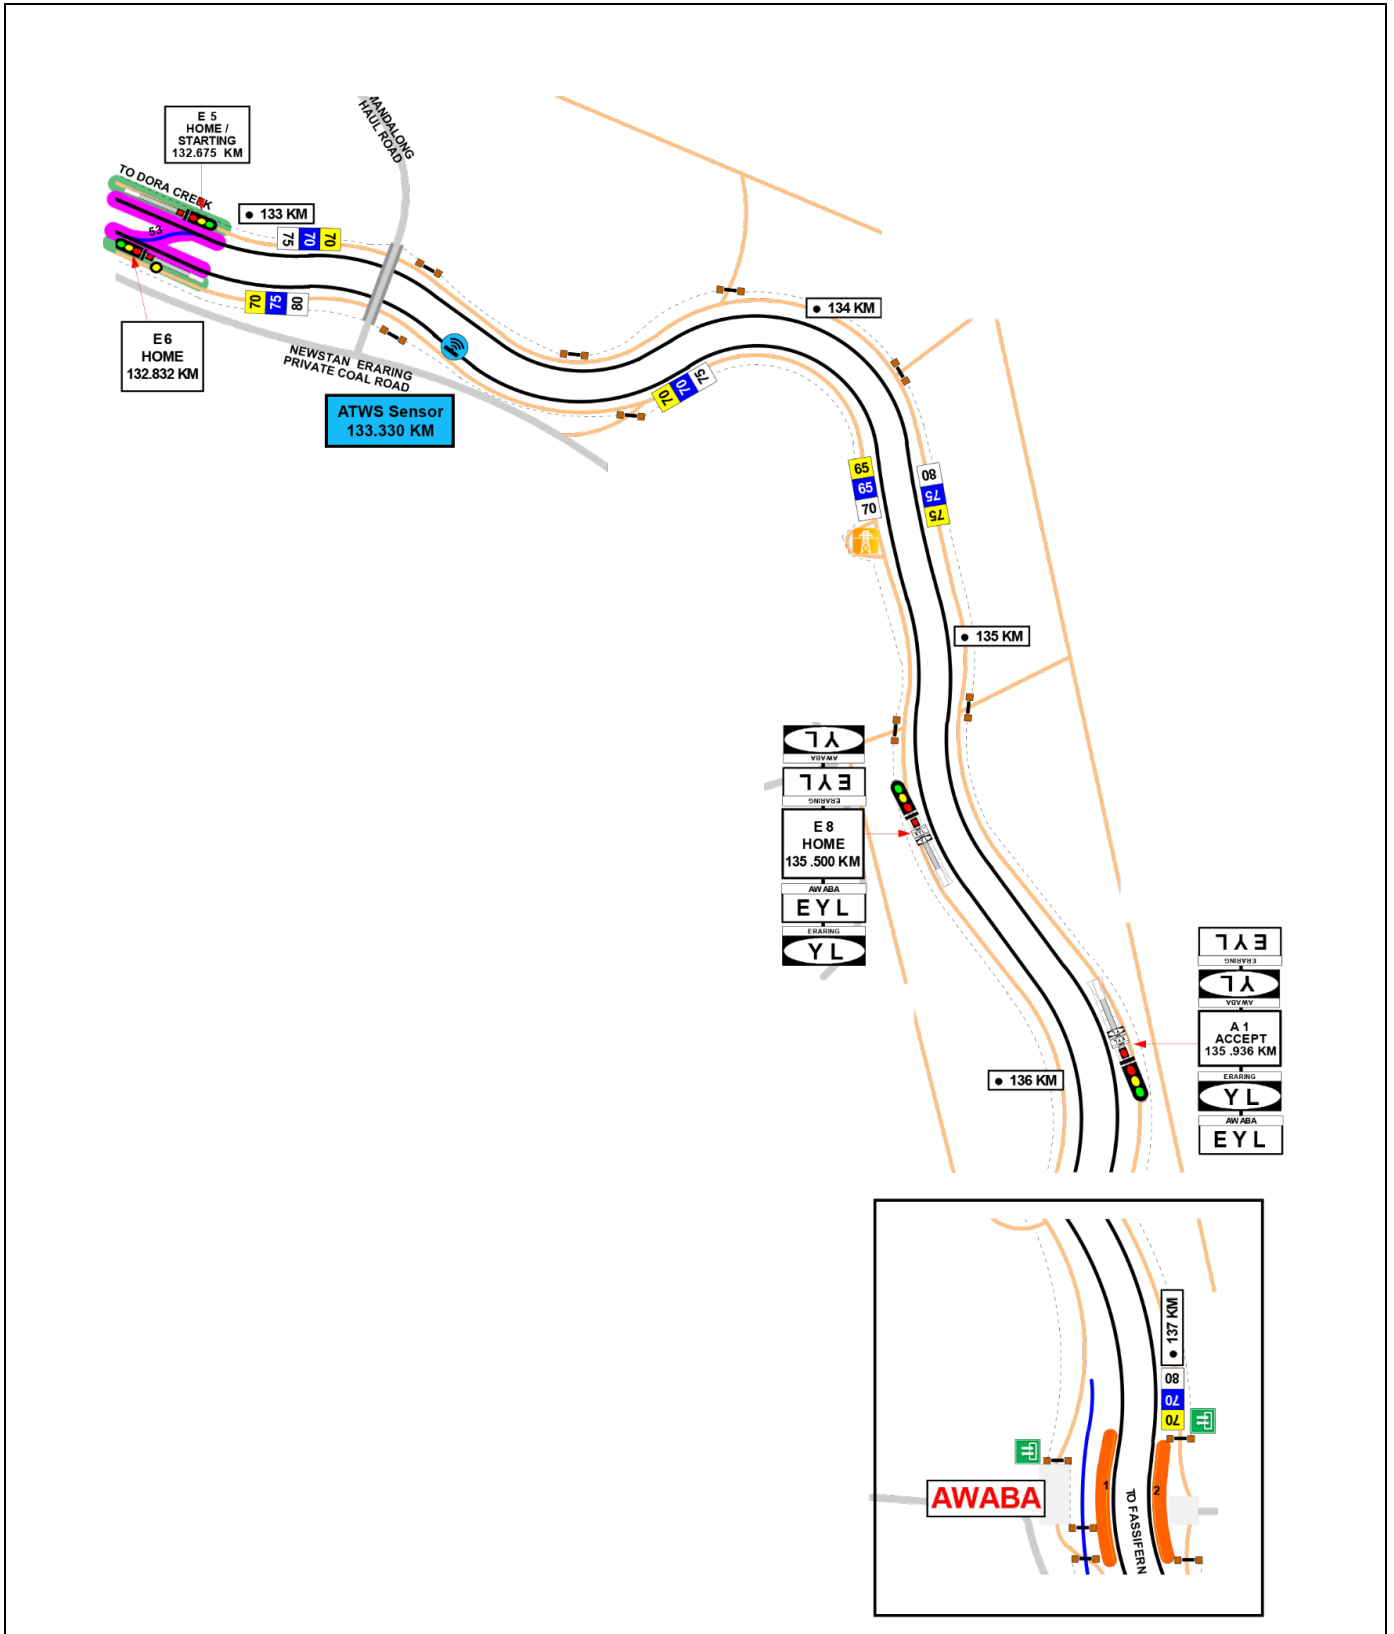 E 5
HOME /
STARTING
132.675 KM
MANDALONG
HAUL ROAD
TO DORA CREEK
53
133 KM
75 70 70
70 75 80
E 6
HOME
132.832 KM
NEWSTAN ERARING
PRIVATE COAL ROAD
ATWS Sensor
133.330 KM
134 KM
70 70 75
65
65
70
80
75
75
135 KM
YL
AWABA
EYL
ERARING
E 8
HOME
135 .500 KM
AWABA
EYL
ERARING
YL
EYL
ERARING
YL
AWABA
A 1
ACCEPT
135 .936 KM
ERARING
YL
AWABA
EYL
136 KM
137 KM
80
70
70
AWABA
1
TO FASSIFERN
2